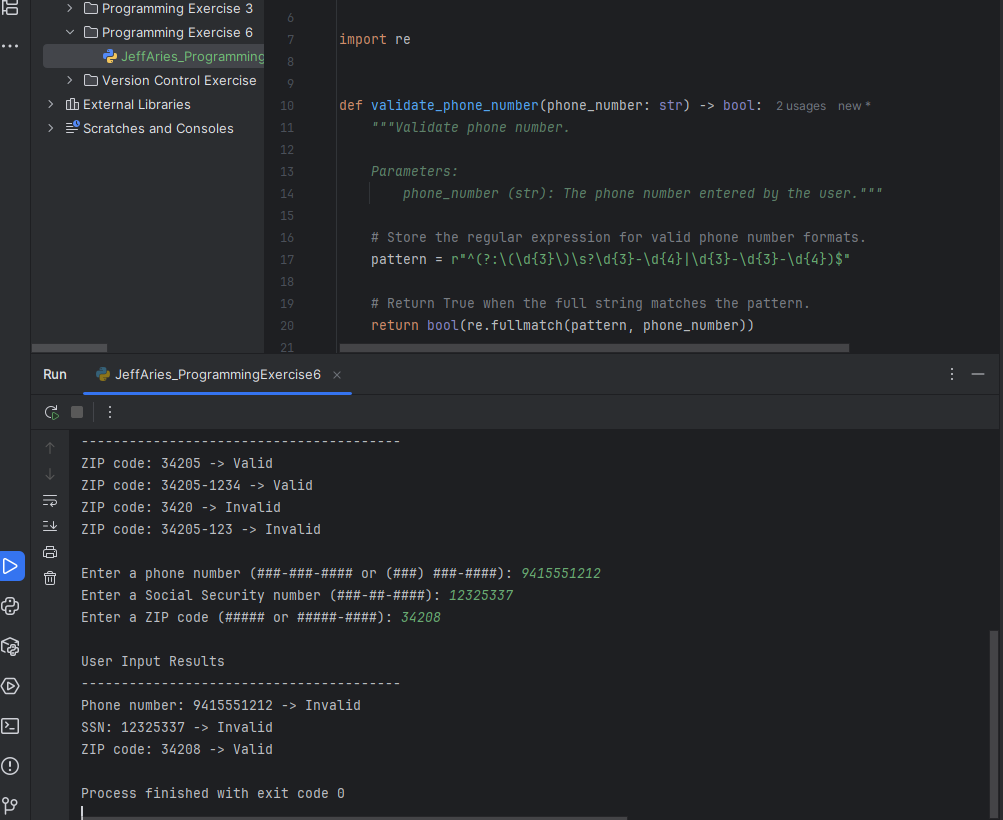 Programming Exercise 3
Programming Exercise 6
JeffAries_Programming
Version Control Exercise
External Libraries
Scratches and Consoles
6
7 import re
8
9
10 def validate_phone_number(phone_number: str) -> bool: 2 usages new *
11 """Validate phone number.
12
13 Parameters:
14 phone_number (str): The phone number entered by the user."""
15
16 # Store the regular expression for valid phone number formats.
17 pattern = r"^(?:\(\d{3}\)\s?\d{3}-\d{4}|\d{3}-\d{3}-\d{4})$"
18
19 # Return True when the full string matches the pattern.
20 return bool(re.fullmatch(pattern, phone_number))
21
Run JeffAries_ProgrammingExercise6
----------------------------------------
ZIP code: 34205 -> Valid
ZIP code: 34205-1234 -> Valid
ZIP code: 3420 -> Invalid
ZIP code: 34205-123 -> Invalid
Enter a phone number (###-###-#### or (###) ###-####): 9415551212
Enter a Social Security number (###-##-####): 12325337
Enter a ZIP code (##### or #####-####): 34208
User Input Results
----------------------------------------
Phone number: 9415551212 -> Invalid
SSN: 12325337 -> Invalid
ZIP code: 34208 -> Valid
Process finished with exit code 0